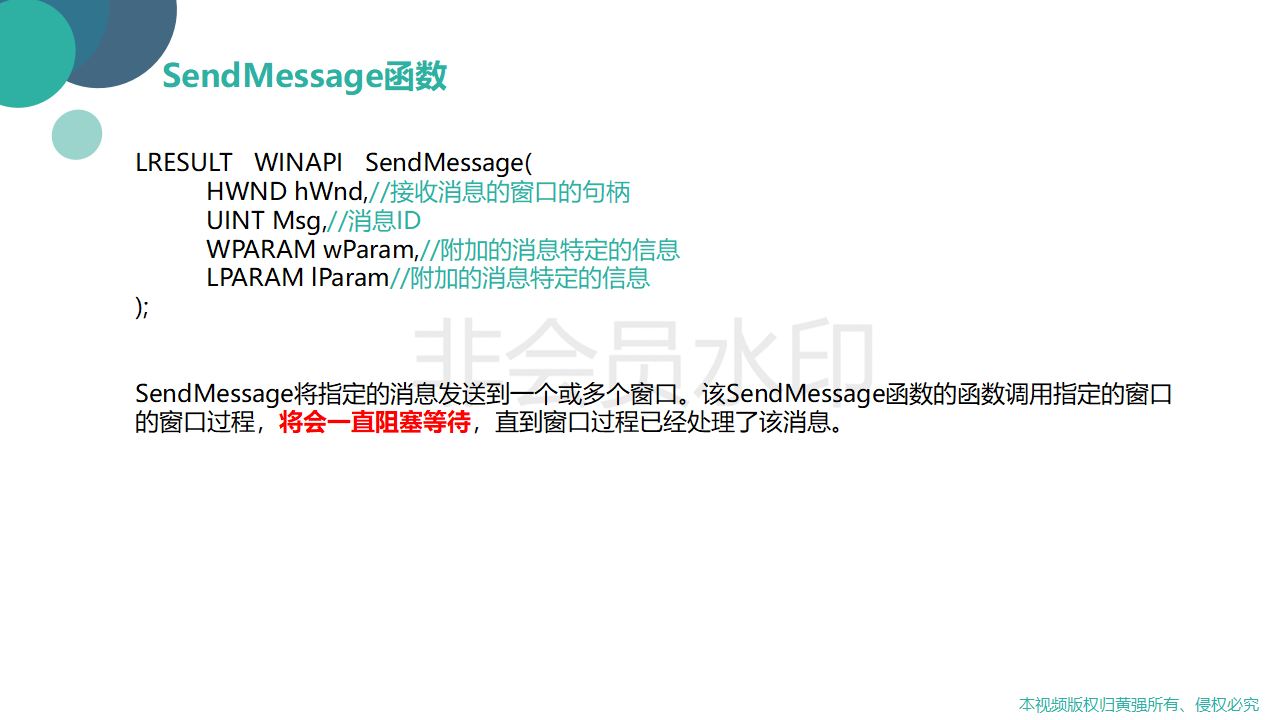 SendMessage函数
LRESULT WINAPI SendMessage(
HWND hWnd,//接收消息的窗口的句柄
UINT Msg,//消息ID
WPARAM wParam,//附加的消息特定的信息
LPARAM lParam//附加的消息特定的信息
);
非会员水印
SendMessage将指定的消息发送到一个或多个窗口。该SendMessage函数的函数调用指定的窗口
的窗口过程，将会一直阻塞等待，直到窗口过程已经处理了该消息。
本视频版权归黄强所有、侵权必究